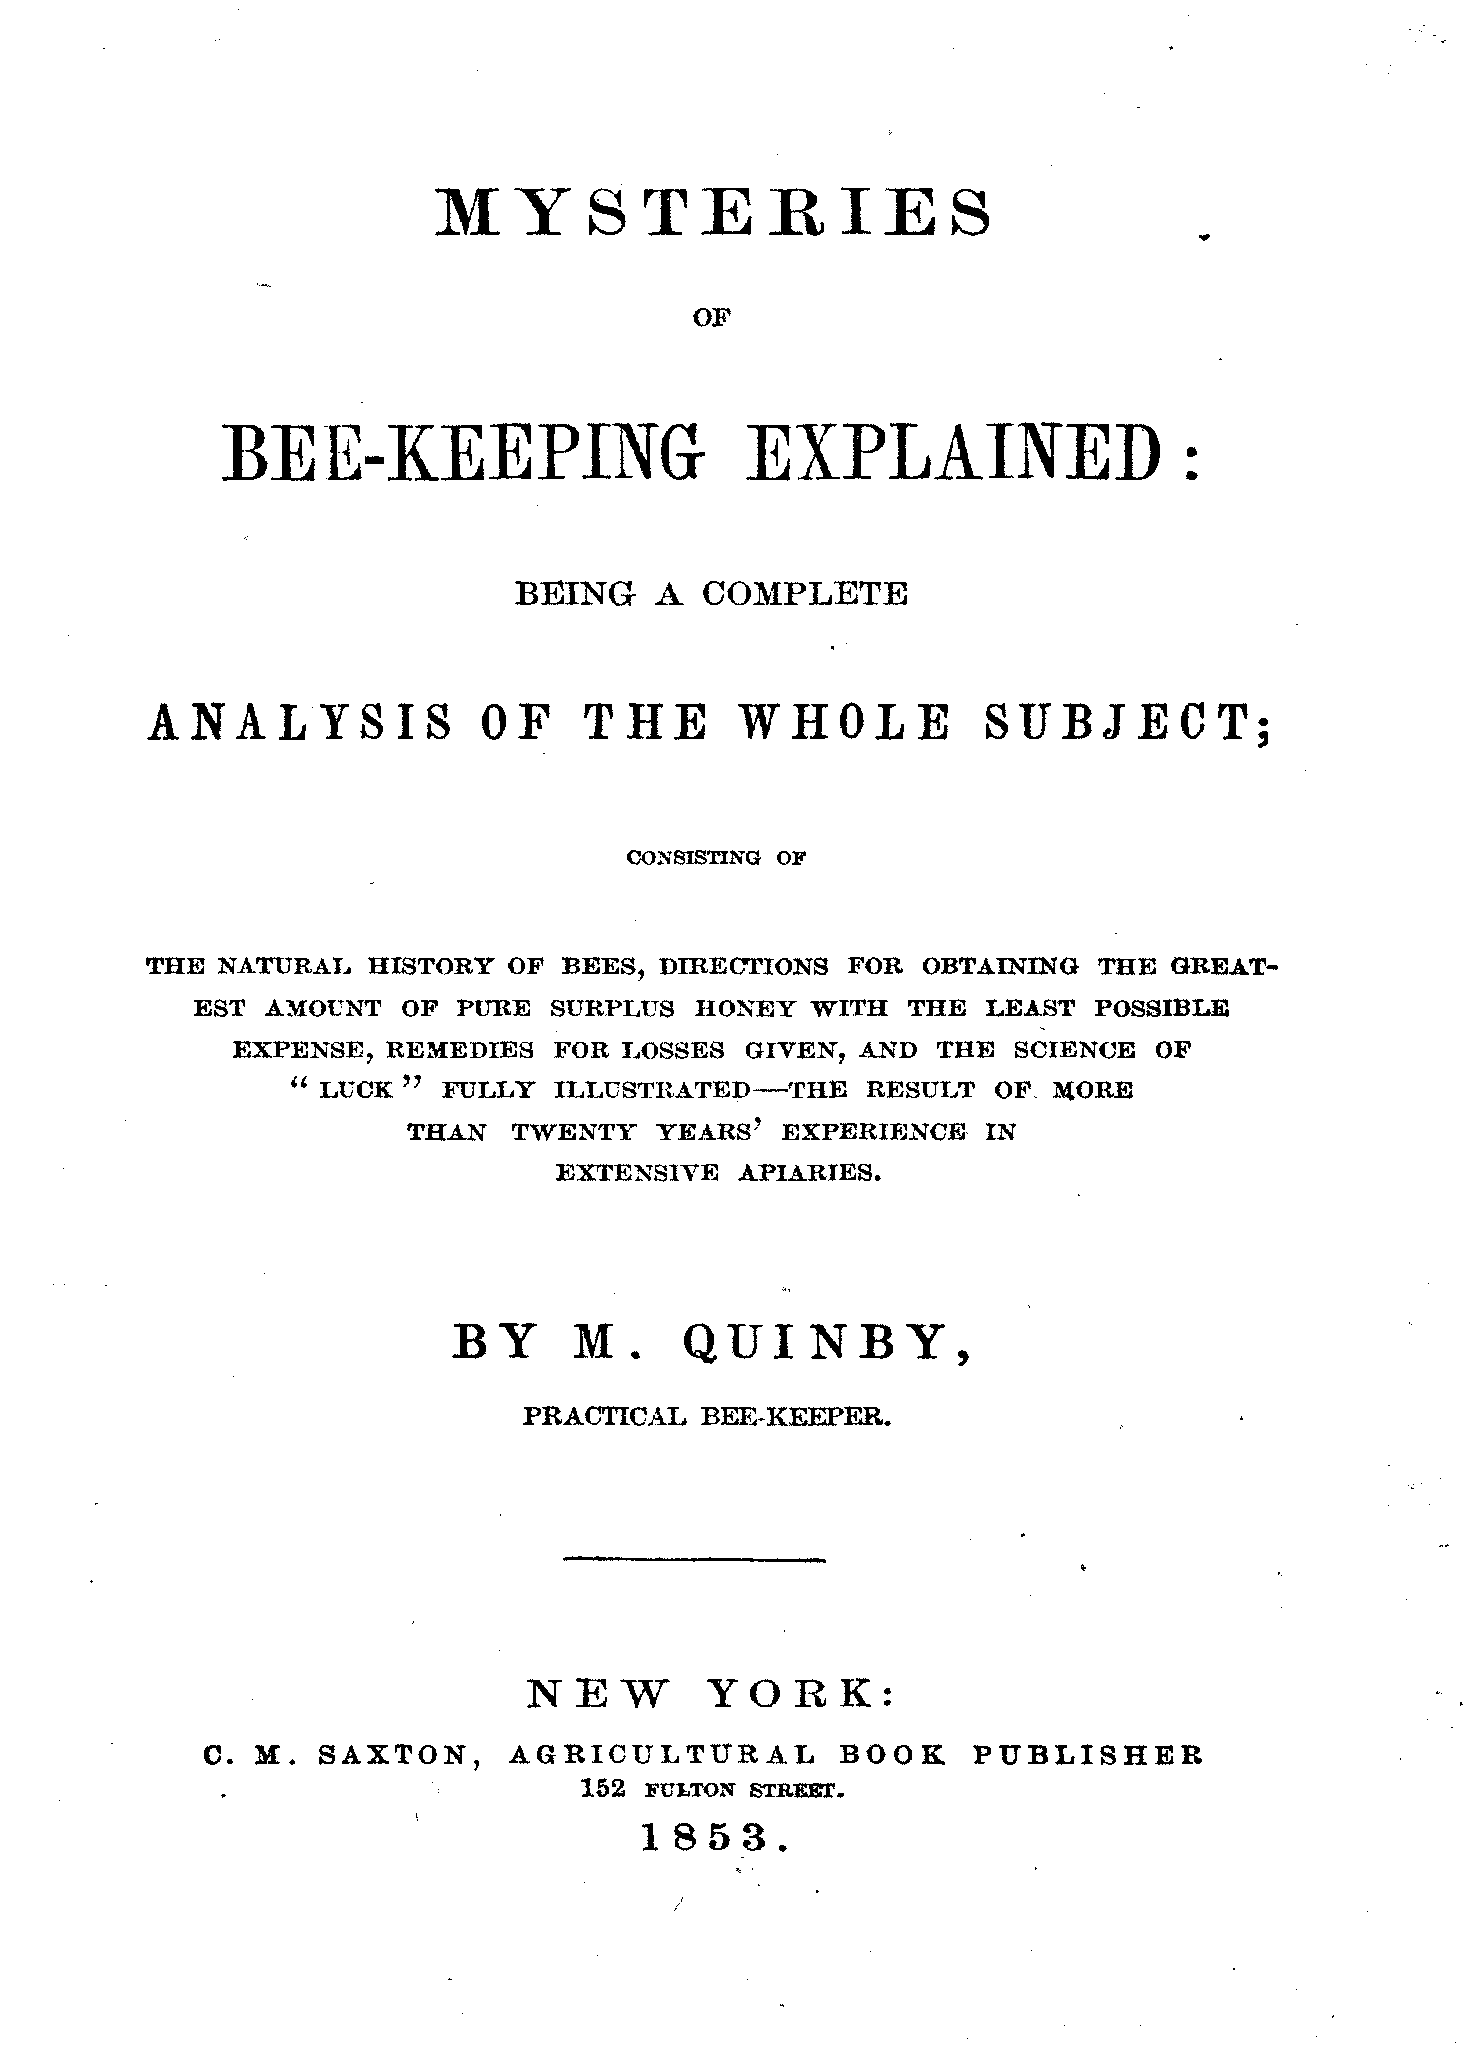 MYSTERIES
OF
BEE-KEEPING EXPLAINED:
BEING A COMPLETE
ANALYSIS OF THE WHOLE SUBJECT;
CONSISTING OF
THE NATURAL HISTORY OF BEES, DIRECTIONS FOR OBTAINING THE GREAT-
EST AMOUNT OF PURE SURPLUS HONEY WITH THE LEAST POSSIBLE
EXPENSE, REMEDIES FOR LOSSES GIVEN, AND THE SCIENCE OF
“LUCK” FULLY ILLUSTRATED—THE RESULT OF MORE
THAN TWENTY YEARS’ EXPERIENCE IN
EXTENSIVE APIARIES.
BY M. QUINBY,
PRACTICAL BEE-KEEPER.
NEW YORK:
C. M. SAXTON, AGRICULTURAL BOOK PUBLISHER
152 FULTON STREET.
1853.